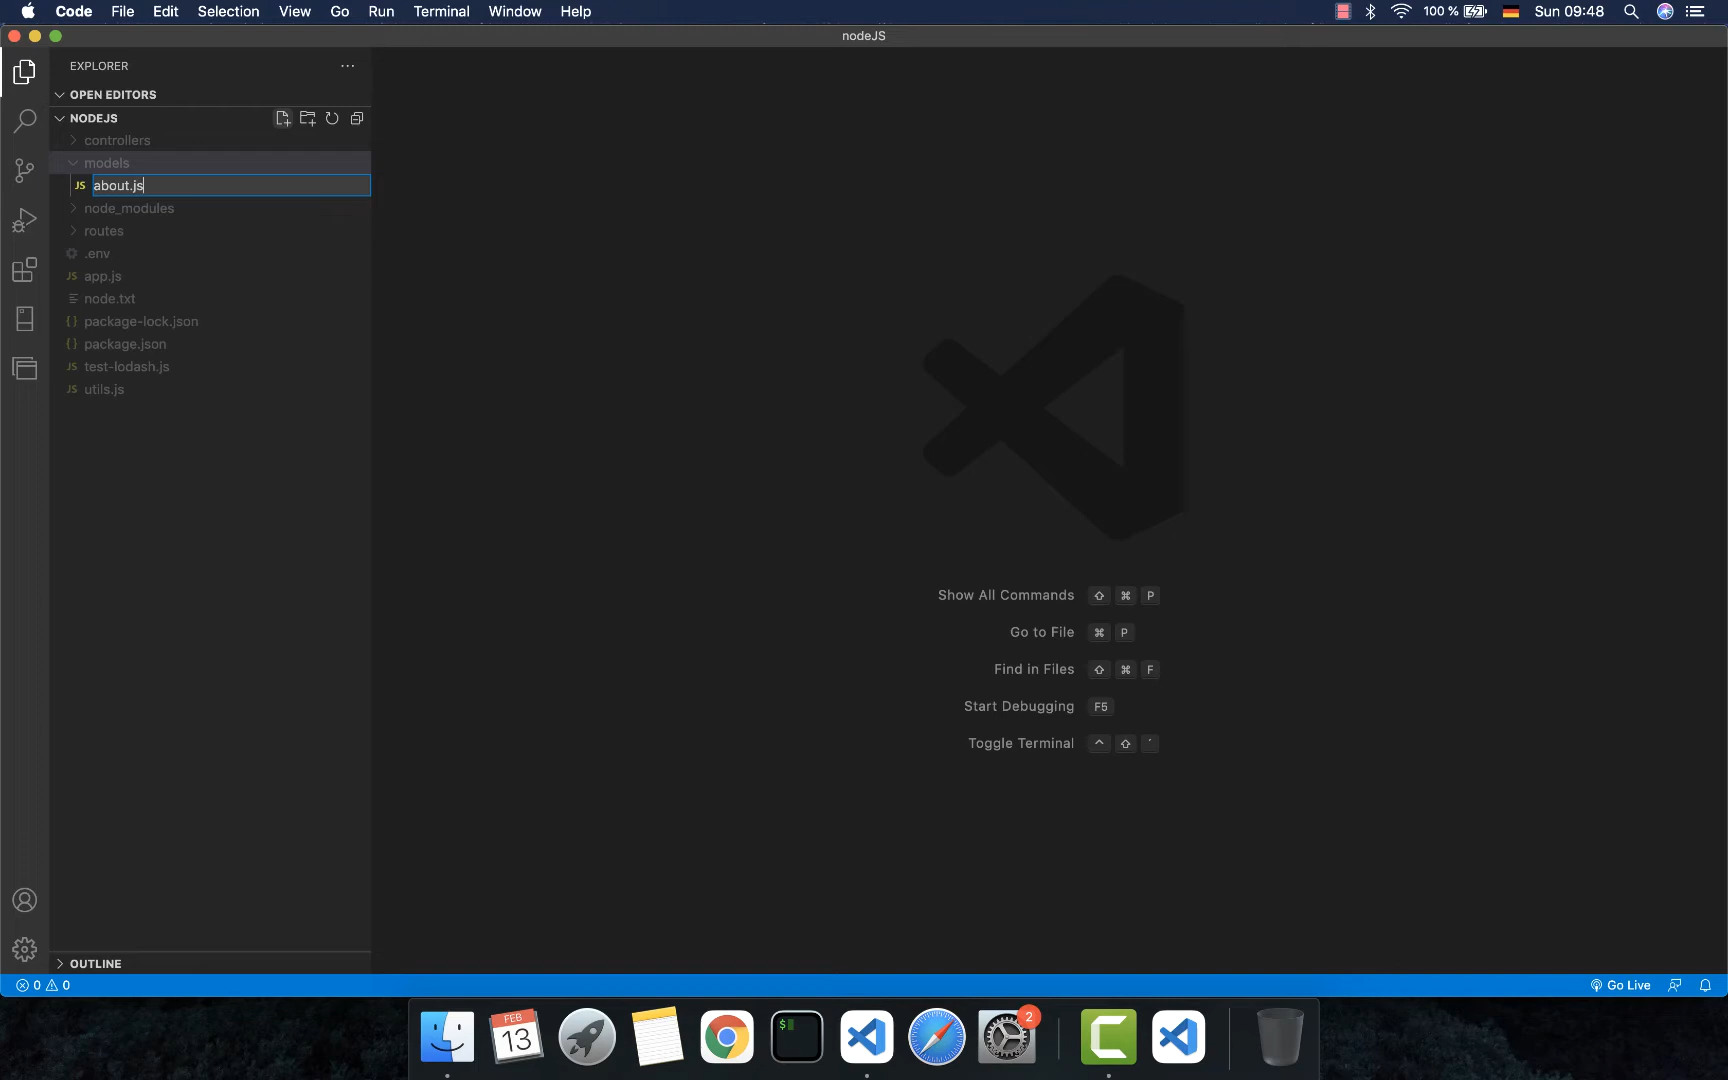 Code File Edit Selection View Go Run Terminal Window Help 100 % Sun 09:48
nodeJS
EXPLORER
OPEN EDITORS
NODEJS
controllers
models
JS about.js
node_modules
routes
.env
JS app.js
node.txt
{} package-lock.json
{} package.json
JS test-lodash.js
JS utils.js
Show All Commands ⇧ ⌘ P
Go to File ⌘ P
Find in Files ⇧ ⌘ F
Start Debugging F5
Toggle Terminal ^ ⇧ `
OUTLINE
0 0 Go Live
FEB
13
$
2
C